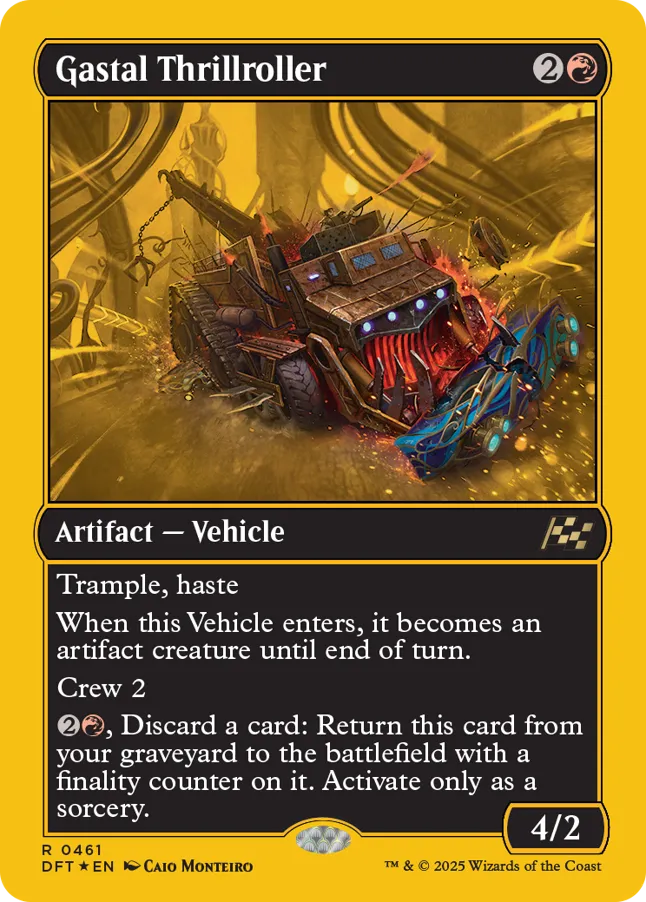 Gastal Thrillroller 2
Artifact — Vehicle
Trample, haste
When this Vehicle enters, it becomes an
artifact creature until end of turn.
Crew 2
2, Discard a card: Return this card from
your graveyard to the battlefield with a
finality counter on it. Activate only as a
sorcery.
4/2
R 0461
DFT★EN Caio Monteiro
™ & © 2025 Wizards of the Coast